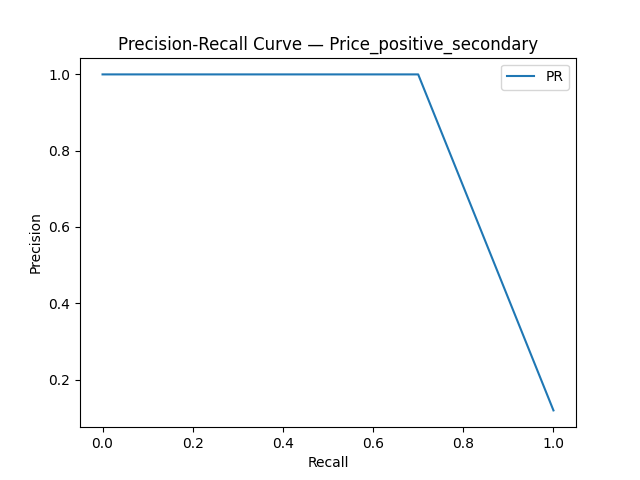 Precision-Recall Curve — Price_positive_secondary
PR
1.0
0.8
0.6
0.4
0.2
Precision
0.0 0.2 0.4 0.6 0.8 1.0
Recall